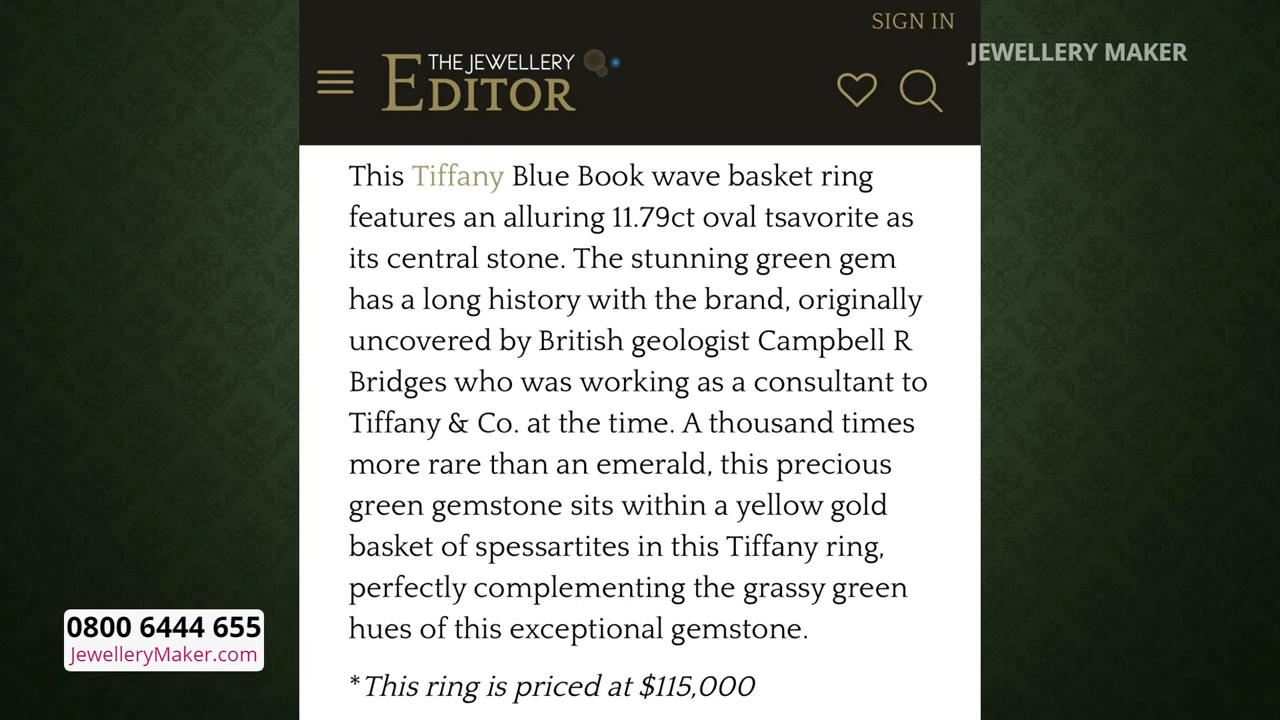 SIGN IN
JEWELLERY MAKER
THE JEWELLERY
EDITOR
This Tiffany Blue Book wave basket ring
features an alluring 11.79ct oval tsavorite as
its central stone. The stunning green gem
has a long history with the brand, originally
uncovered by British geologist Campbell R
Bridges who was working as a consultant to
Tiffany & Co. at the time. A thousand times
more rare than an emerald, this precious
green gemstone sits within a yellow gold
basket of spessartites in this Tiffany ring,
perfectly complementing the grassy green
hues of this exceptional gemstone.
*This ring is priced at $115,000
0800 6444 655
JewelleryMaker.com